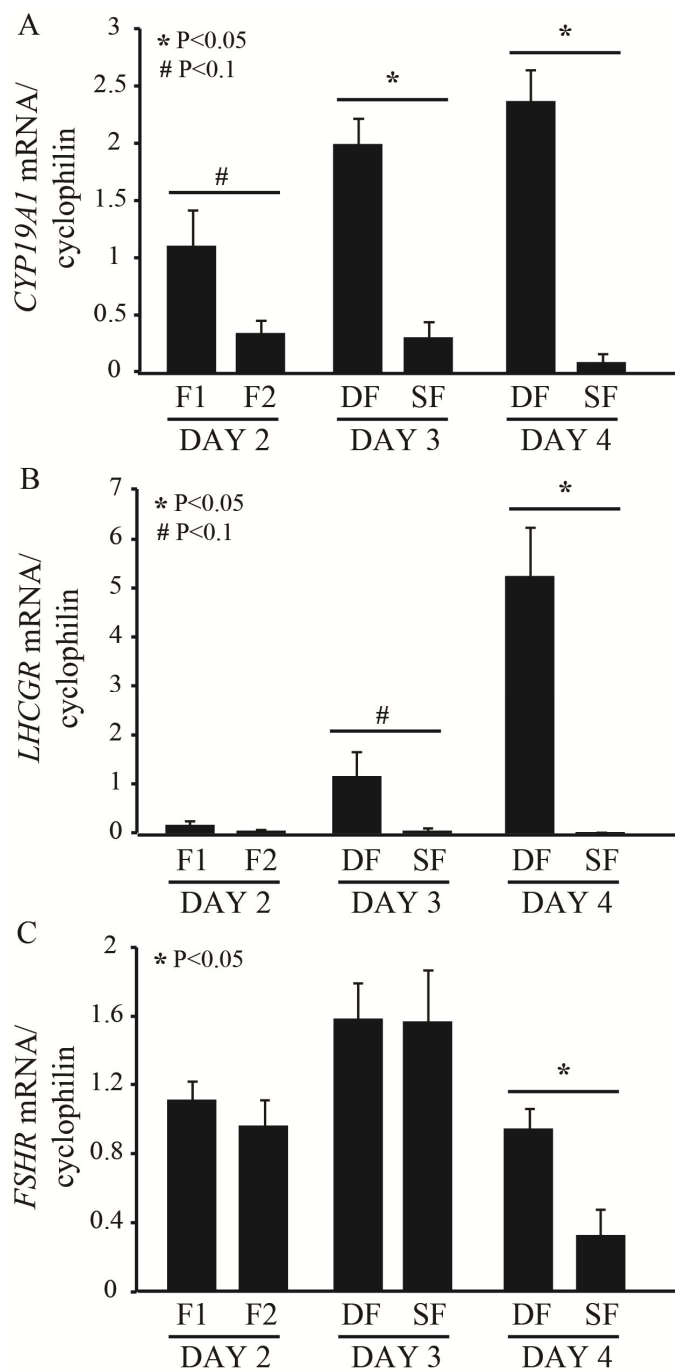 A
* P<0.05
# P<0.1
CYP19A1 mRNA/
cyclophilin
3
2.5
2
1.5
1
0.5
0
#
*
*
F1 F2 DF SF DF SF
DAY 2 DAY 3 DAY 4
B
* P<0.05
# P<0.1
LHCGR mRNA/
cyclophilin
7
6
5
4
3
2
1
0
#
*
F1 F2 DF SF DF SF
DAY 2 DAY 3 DAY 4
C
* P<0.05
FSHR mRNA/
cyclophilin
2
1.6
1.2
0.8
0.4
0
*
F1 F2 DF SF DF SF
DAY 2 DAY 3 DAY 4